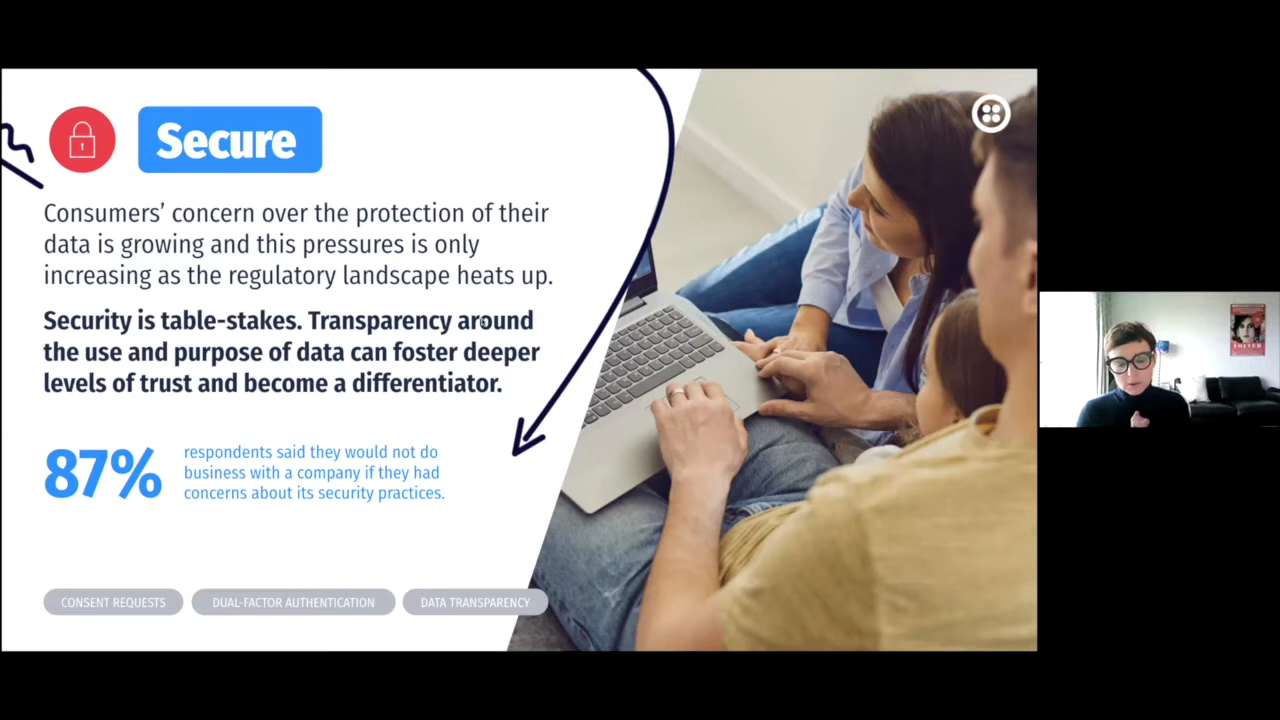 Secure
Consumers’ concern over the protection of their
data is growing and this pressures is only
increasing as the regulatory landscape heats up.
Security is table-stakes. Transparency around
the use and purpose of data can foster deeper
levels of trust and become a differentiator.
87%
respondents said they would not do
business with a company if they had
concerns about its security practices.
CONSENT REQUESTS
DUAL-FACTOR AUTHENTICATION
DATA TRANSPARENCY
VOLVER